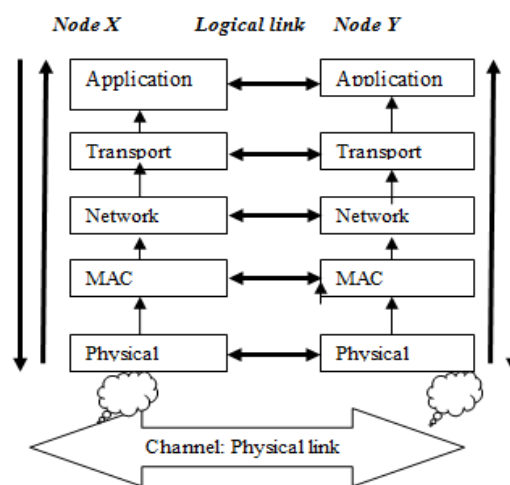 Node X Logical link Node Y
Application Application
Transport Transport
Network Network
MAC MAC
Physical Physical
Channel: Physical link